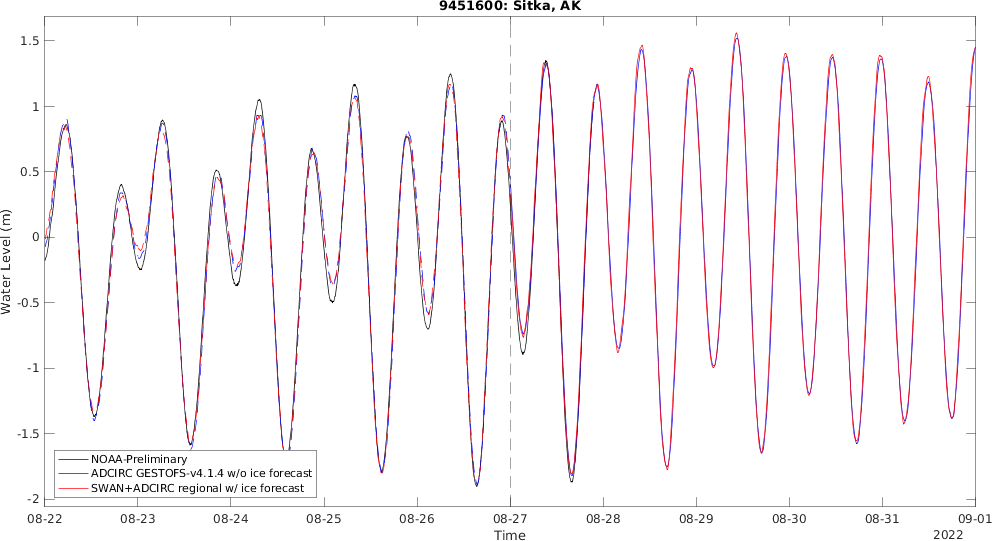 9451600: Sitka, AK
1.5
1
0.5
0
-0.5
-1
-1.5
-2
Water Level (m)
NOAA-Preliminary
ADCIRC GESTOFS-v4.1.4 w/o ice forecast
SWAN+ADCIRC regional w/ ice forecast
08-22 08-23 08-24 08-25 08-26 08-27 08-28 08-29 08-30 08-31 09-01
Time
2022